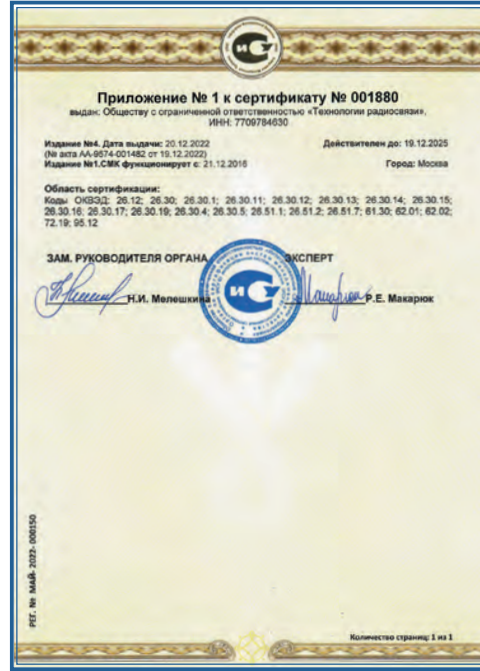 ИСУ
Приложение № 1 к сертификату № 001880
выдан: Обществу с ограниченной ответственностью «Технологии радиосвязи»,
ИНН: 7709784630
Издание №4. Дата выдачи: 20.12.2022 Действителен до: 19.12.2025
(№ акта АА-9574-001482 от 19.12.2022)
Издание №1.СМК функционирует с: 21.12.2016 Город: Москва
Область сертификации:
Коды ОКВЭД: 26.12; 26.30; 26.30.1; 26.30.11; 26.30.12; 26.30.13; 26.30.14; 26.30.15;
26.30.16; 26.30.17; 26.30.19; 26.30.4; 26.30.5; 26.51.1; 26.51.2; 26.51.7; 61.30; 62.01; 62.02;
72.19; 95.12
ЗАМ. РУКОВОДИТЕЛЯ ОРГАНА ЭКСПЕРТ
Н.И. Мелешкина ИСУ Р.Е. Макарюк
РЕГ. № МАЙ- 2022- 000150
Количество страниц: 1 из 1